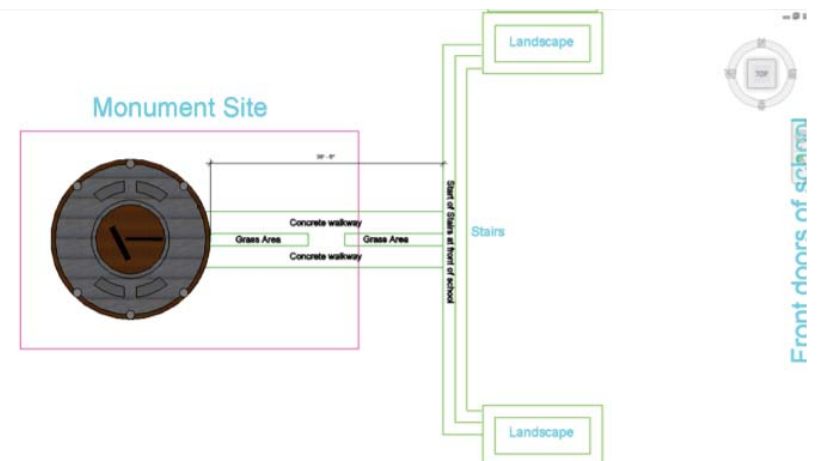 Landscape
TOP
Monument Site
Start of Stairs at front of school
Concrete walkway
Grass Area
Grass Area
Stairs
Concrete walkway
Front doors of school
Landscape